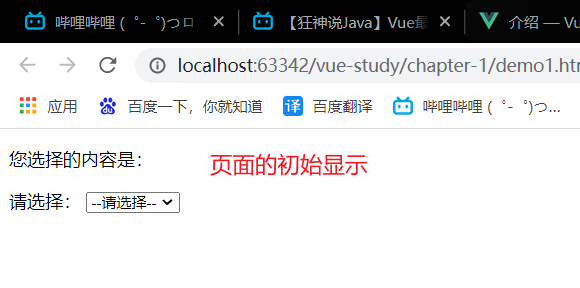 哔哩哔哩 (゜-゜)つロ
【狂神说Java】Vue最
介绍 — Vu
localhost:63342/vue-study/chapter-1/demo1.htm
应用
百度一下，你就知道
译
百度翻译
哔哩哔哩 (゜-゜)つ...
您选择的内容是：
页面的初始显示
请选择：
--请选择--